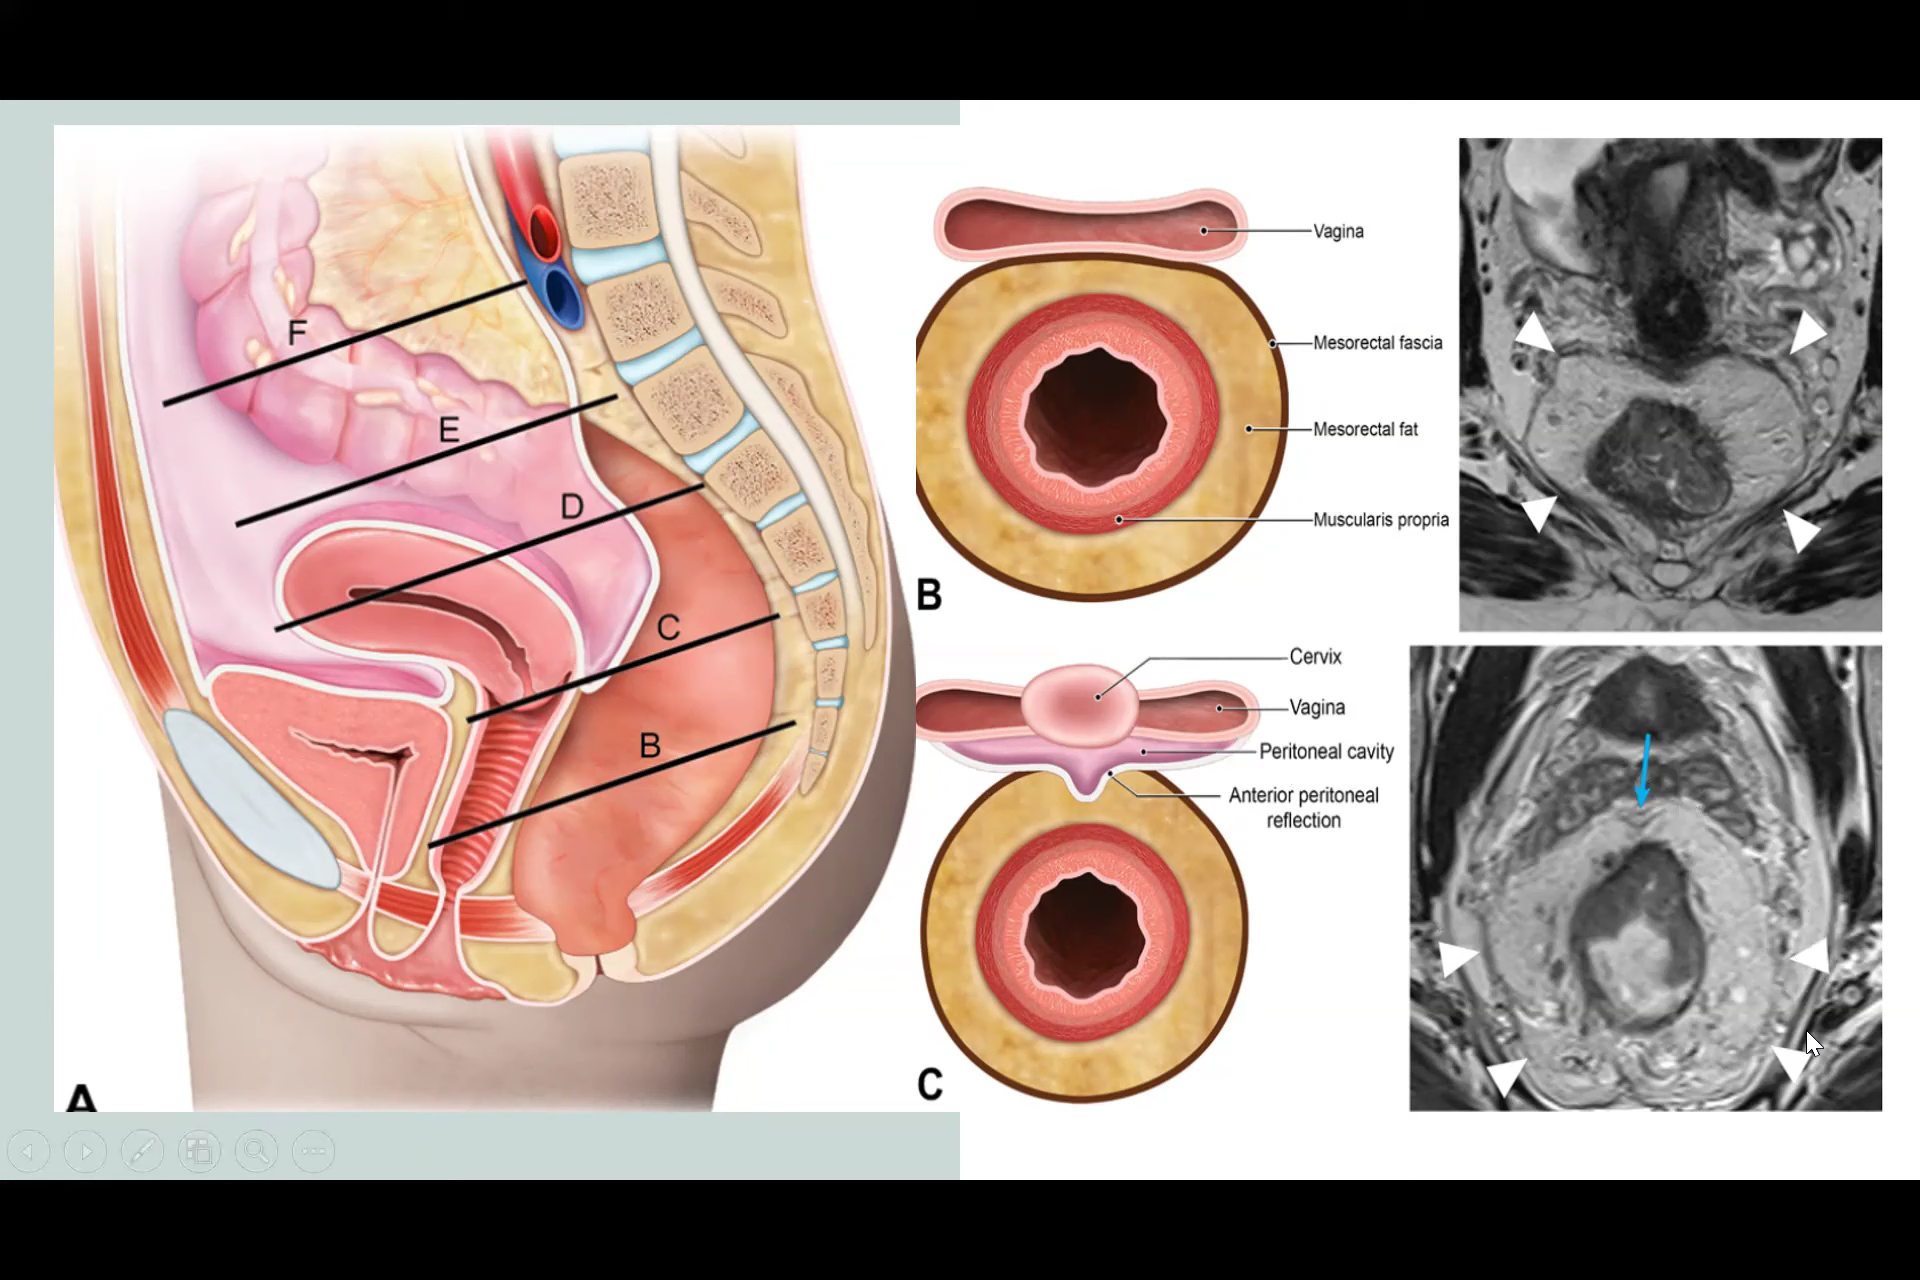 F
E
D
C
B
A
Vagina
Mesorectal fascia
Mesorectal fat
Muscularis propria
B
Cervix
Vagina
Peritoneal cavity
Anterior peritoneal
reflection
C